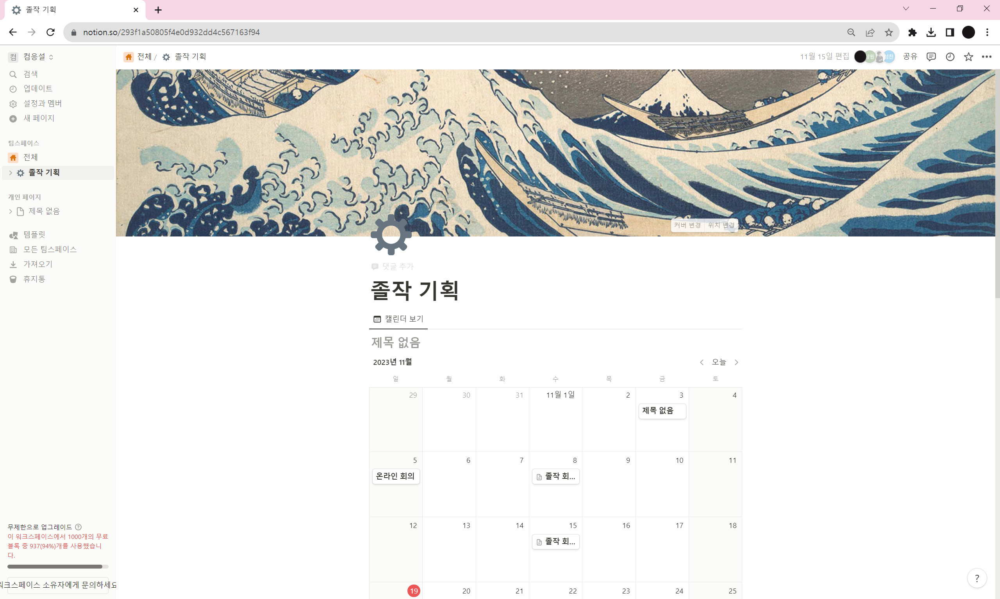 졸작 기획
notion.so/293f1a50805f4e0d932dd4c567163f94
컴 컴응설
검색
업데이트
설정과 멤버
새 페이지
팀스페이스
전체
졸작 기획
개인 페이지
제목 없음
템플릿
모든 팀스페이스
가져오기
휴지통
무제한으로 업그레이드 ?
이 워크스페이스에서 1000개의 무료
블록 중 937(94%)개를 사용했습니
다.
워크스페이스 소유자에게 문의하세요
전체 / 졸작 기획
11월 15일 편집 상원 성찬 공유
커버 변경 위치 변경
댓글 추가
졸작 기획
캘린더 보기
제목 없음
2023년 11월 오늘
일 월 화 수 목 금 토
29 30 31 11월 1일 2 3 4
제목 없음
5 6 7 8 9 10 11
온라인 회의 졸작 회...
12 13 14 15 16 17 18
졸작 회...
19 20 21 22 23 24 25
?